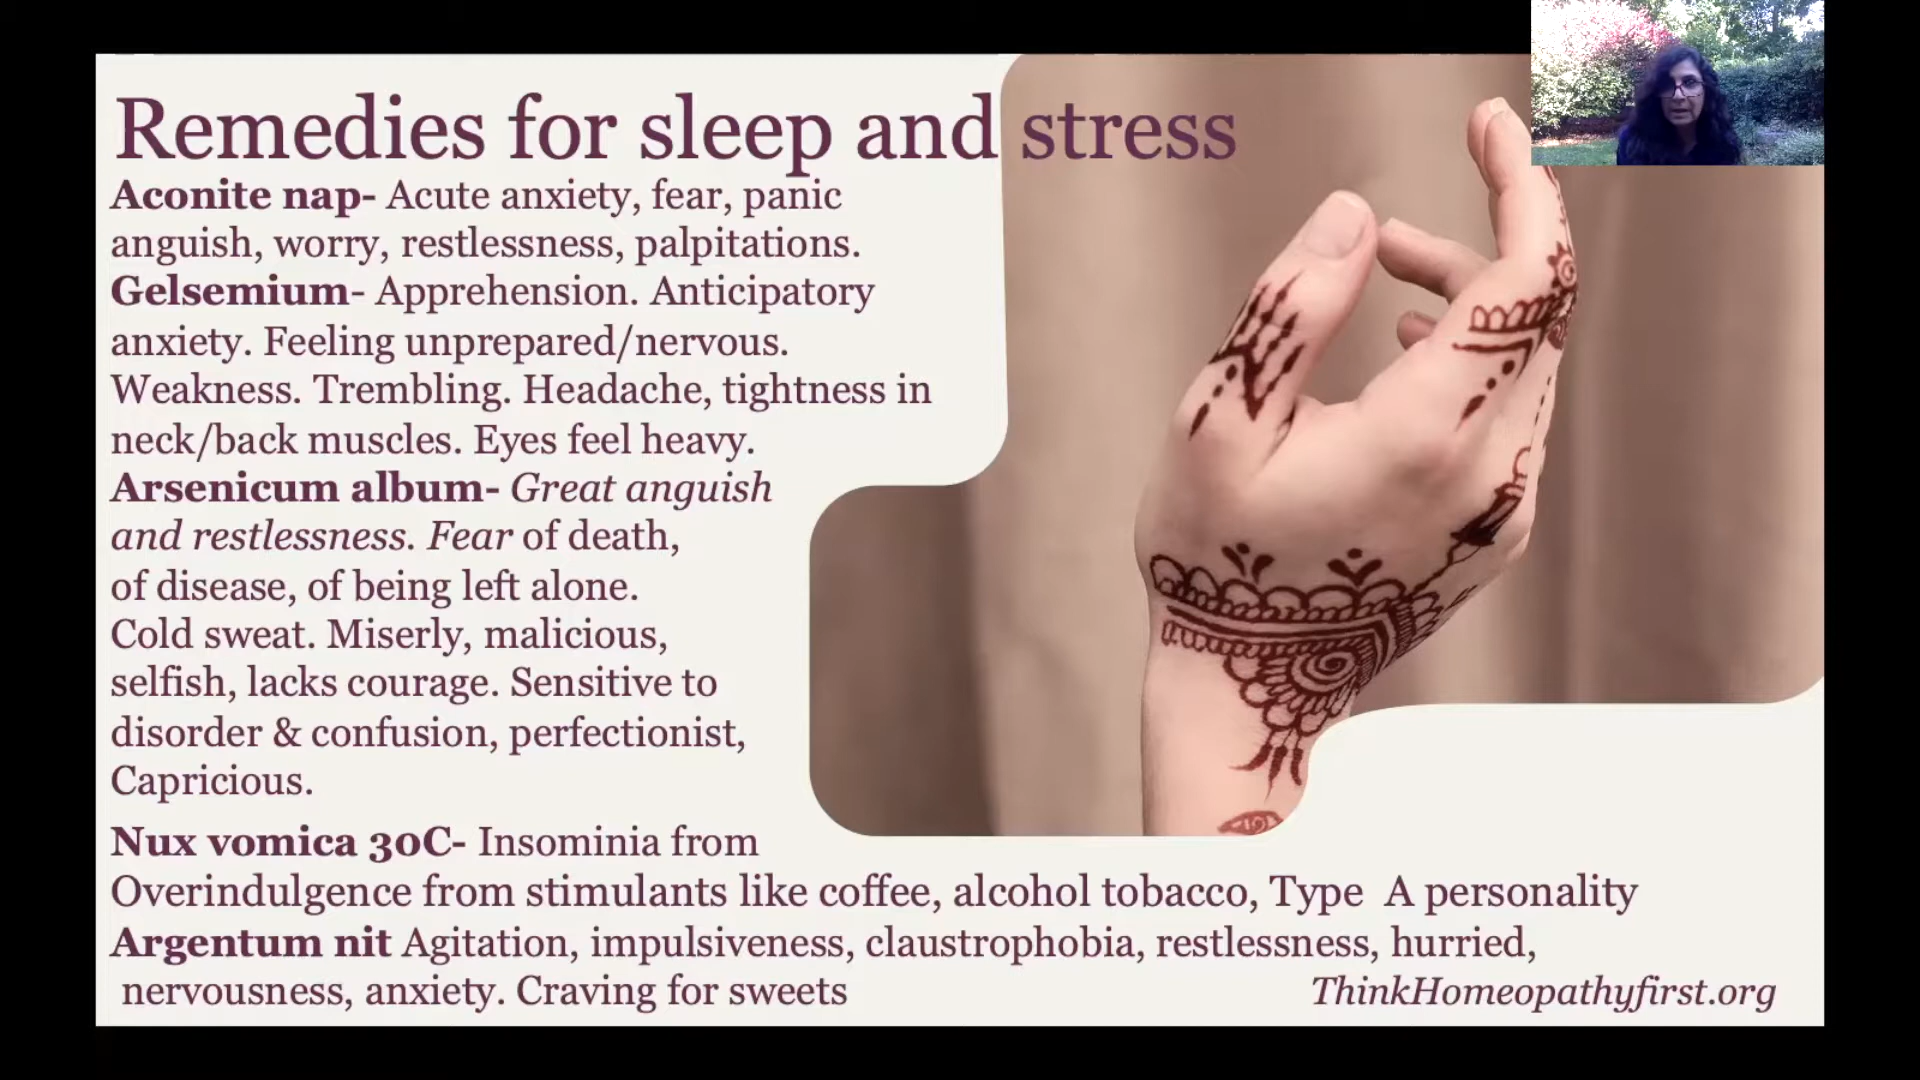 Remedies for sleep and stress
Aconite nap- Acute anxiety, fear, panic
anguish, worry, restlessness, palpitations.
Gelsemium- Apprehension. Anticipatory
anxiety. Feeling unprepared/nervous.
Weakness. Trembling. Headache, tightness in
neck/back muscles. Eyes feel heavy.
Arsenicum album- Great anguish
and restlessness. Fear of death,
of disease, of being left alone.
Cold sweat. Miserly, malicious,
selfish, lacks courage. Sensitive to
disorder & confusion, perfectionist,
Capricious.
Nux vomica 30C- Insominia from
Overindulgence from stimulants like coffee, alcohol tobacco, Type A personality
Argentum nit Agitation, impulsiveness, claustrophobia, restlessness, hurried,
nervousness, anxiety. Craving for sweets
ThinkHomeopathyfirst.org